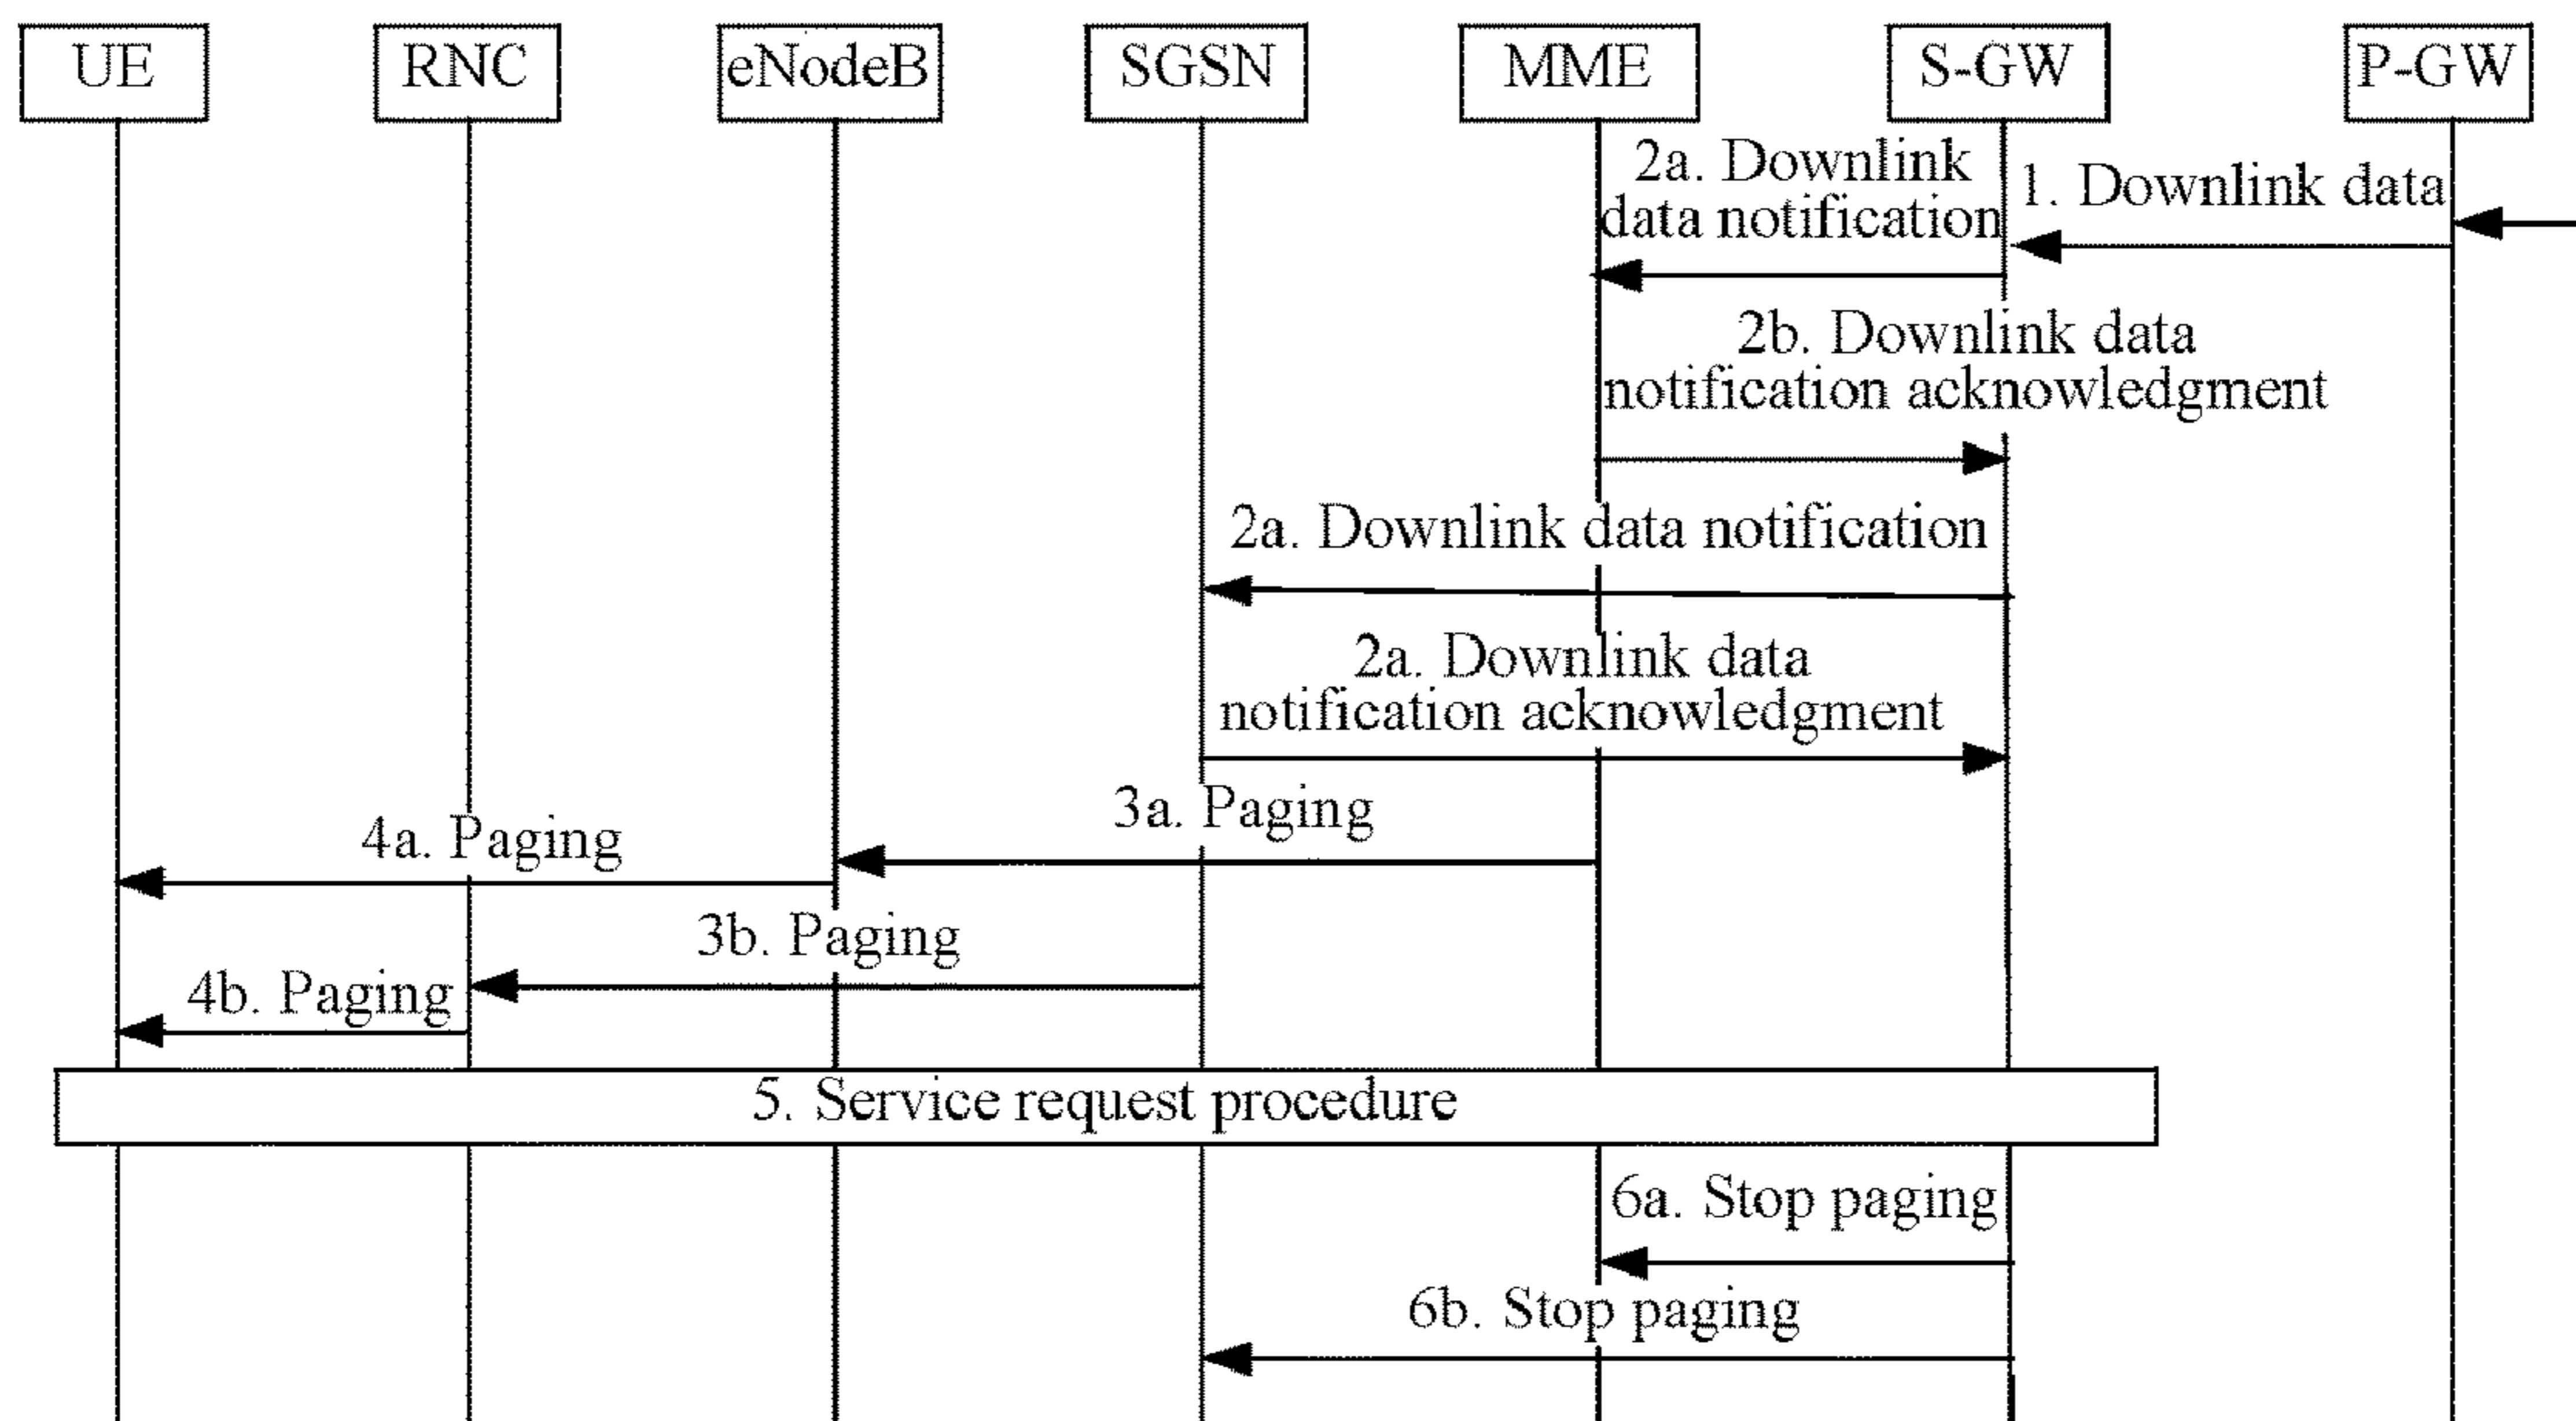 UE
RNC
eNodeB
SGSN
MME
S-GW
P-GW
2a. Downlink
data notification
1. Downlink data
2b. Downlink data
notification acknowledgment
2a. Downlink data notification
2a. Downlink data
notification acknowledgment
3a. Paging
4a. Paging
3b. Paging
4b. Paging
5. Service request procedure
6a. Stop paging
6b. Stop paging